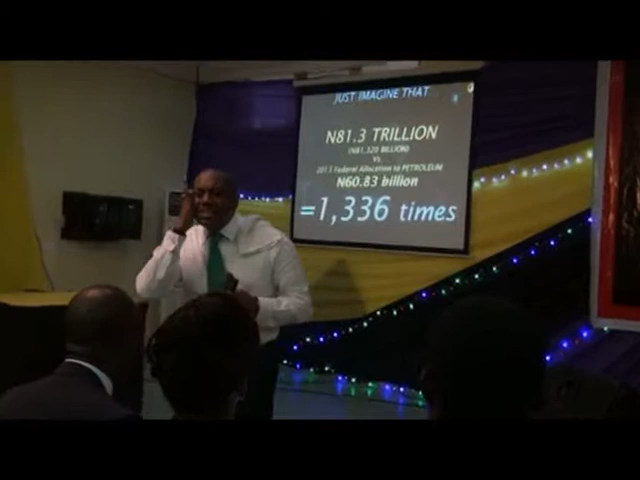 JUST IMAGINE THAT
N81.3 TRILLION
(N81,320 BILLION)
VS
2013 Federal Allocation to PETROLEUM
N60.83 billion
=1,336 times